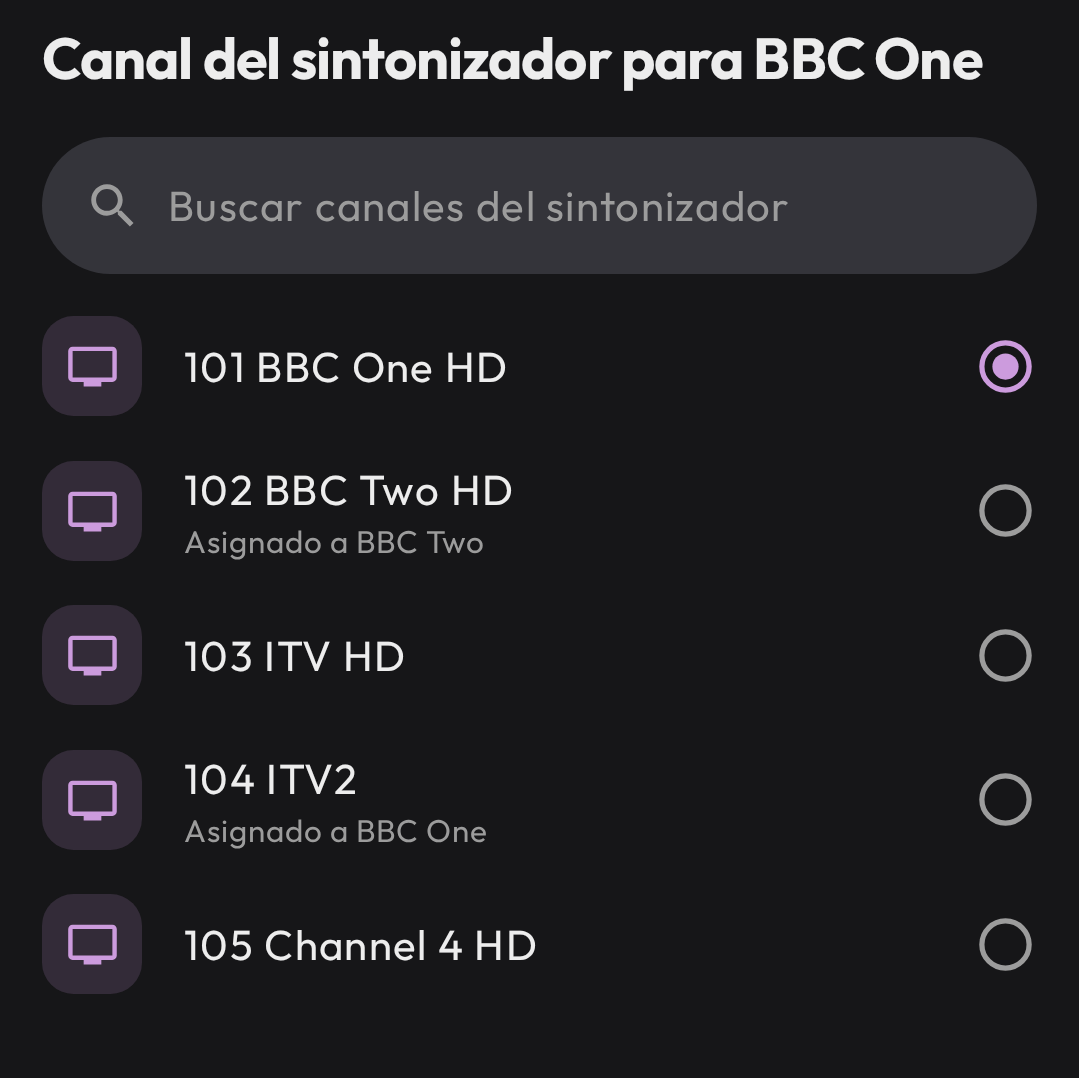 Canal del sintonizador para BBC One
Buscar canales del sintonizador
101 BBC One HD
102 BBC Two HD
Asignado a BBC Two
103 ITV HD
104 ITV2
Asignado a BBC One
105 Channel 4 HD